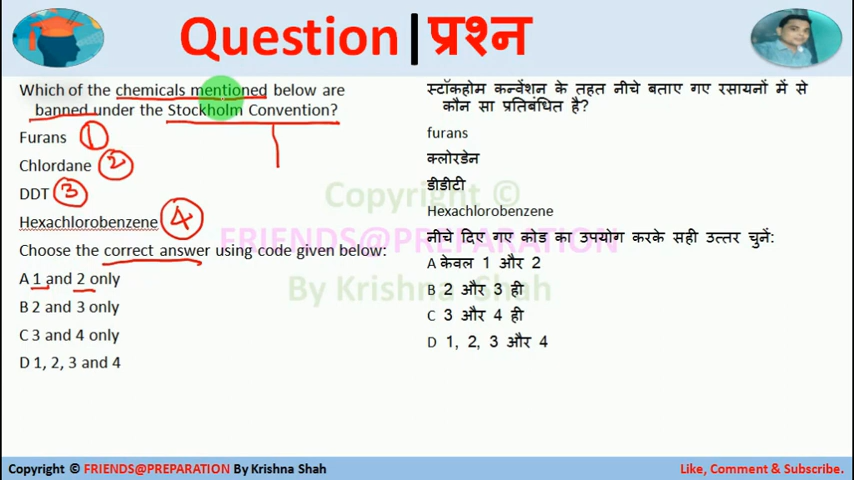 Question|प्रश्न
Which of the chemicals mentioned below are
banned under the Stockholm Convention?
Furans 1
Chlordane 2
DDT 3
Hexachlorobenzene 4
Choose the correct answer using code given below:
A 1 and 2 only
B 2 and 3 only
C 3 and 4 only
D 1, 2, 3 and 4
स्टॉकहोम कन्वेंशन के तहत नीचे बताए गए रसायनों में से
कौन सा प्रतिबंधित है?
furans
क्लोरडेन
डीडीटी
Hexachlorobenzene
नीचे दिए गए कोड का उपयोग करके सही उत्तर चुनें:
A केवल 1 और 2
B 2 और 3 ही
C 3 और 4 ही
D 1, 2, 3 और 4
Copyright ©
FRIENDS@PREPARATION
By Krishna Shah
Copyright © FRIENDS@PREPARATION By Krishna Shah
Like, Comment & Subscribe.